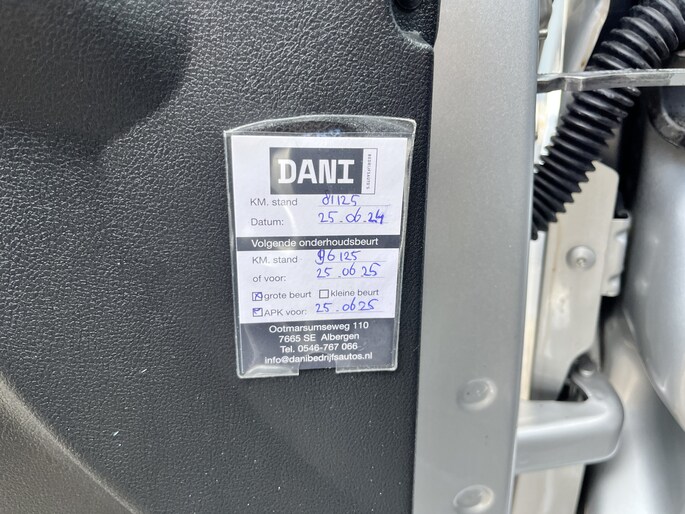 DANI
BEDRIJFSAUTO'S
KM. stand 81125
Datum: 25.06.24
Volgende onderhoudsbeurt
KM. stand 96125
of voor: 25.06.25
grote beurt kleine beurt
APK voor: 25.06.25
Ootmarsumseweg 110
7665 SE Albergen
Tel. 0546-767 066
info@danibedrijfsautos.nl